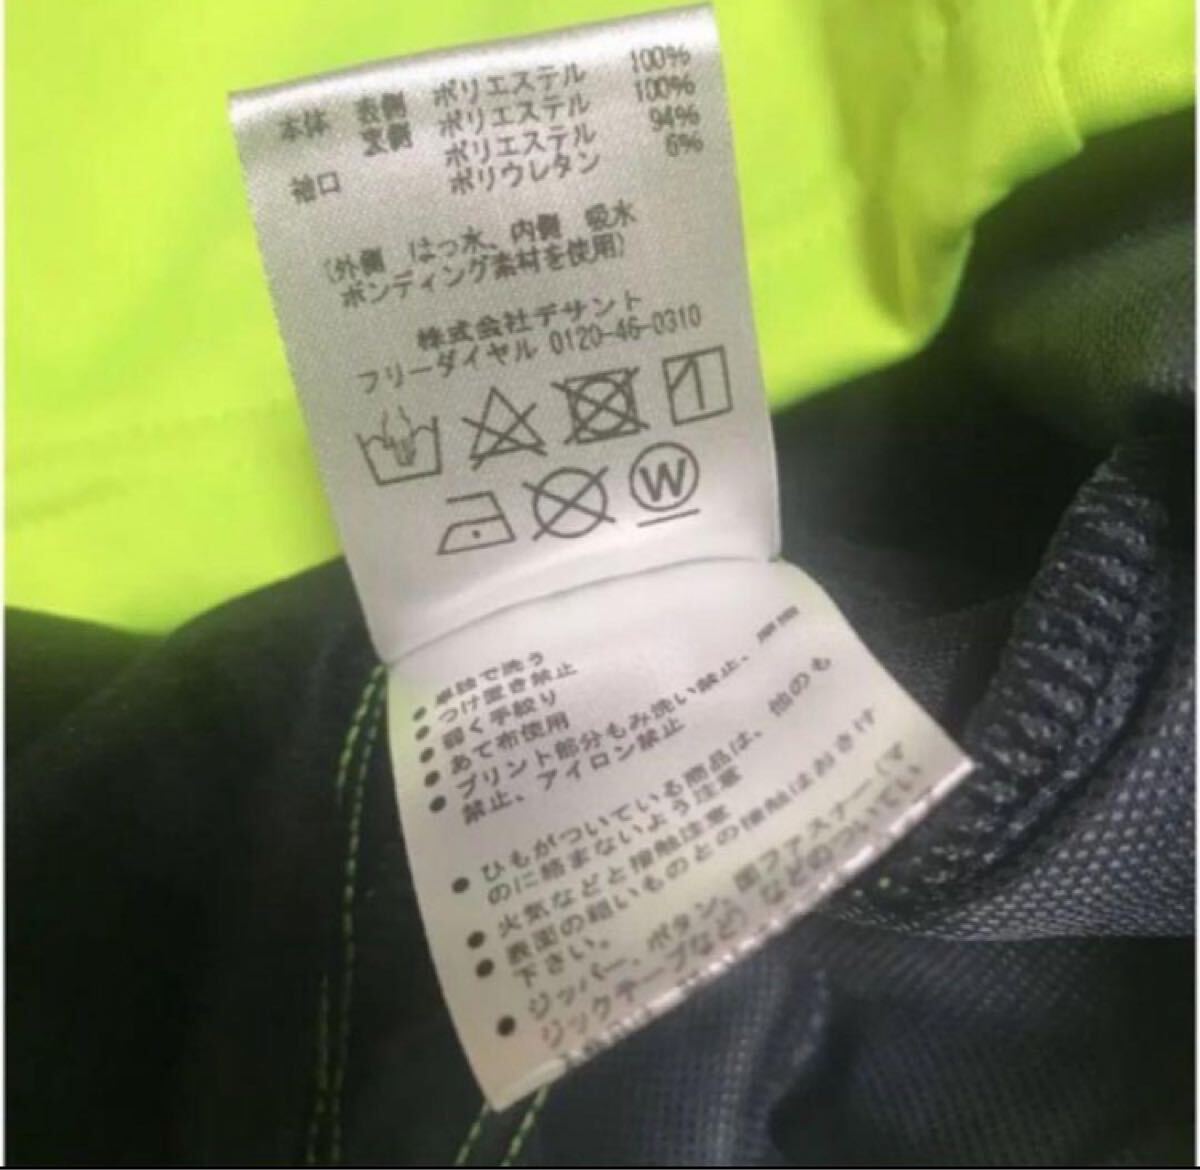 本体 表側 ポリエステル 100%
裏側 ポリエステル 100%
袖口 ポリエステル 94%
ポリウレタン 6%
(外側 はっ水、内側 吸水
ボンディング素材を使用)
株式会社デサント
フリーダイヤル 0120-46-0310
W
● 単独で洗う
● つけ置き禁止
● 弱く手絞り
● あて布使用
● プリント部分もみ洗い禁止、
禁止、アイロン禁止
● ひもがついている商品は、他のも
のに絡まないよう注意
● 火気などと接触注意
● 表面の粗いものとの接触はおさけ
下さい。
● ジッパー、ボタン、面ファスナー(マ
ジックテープなど)などのついてい